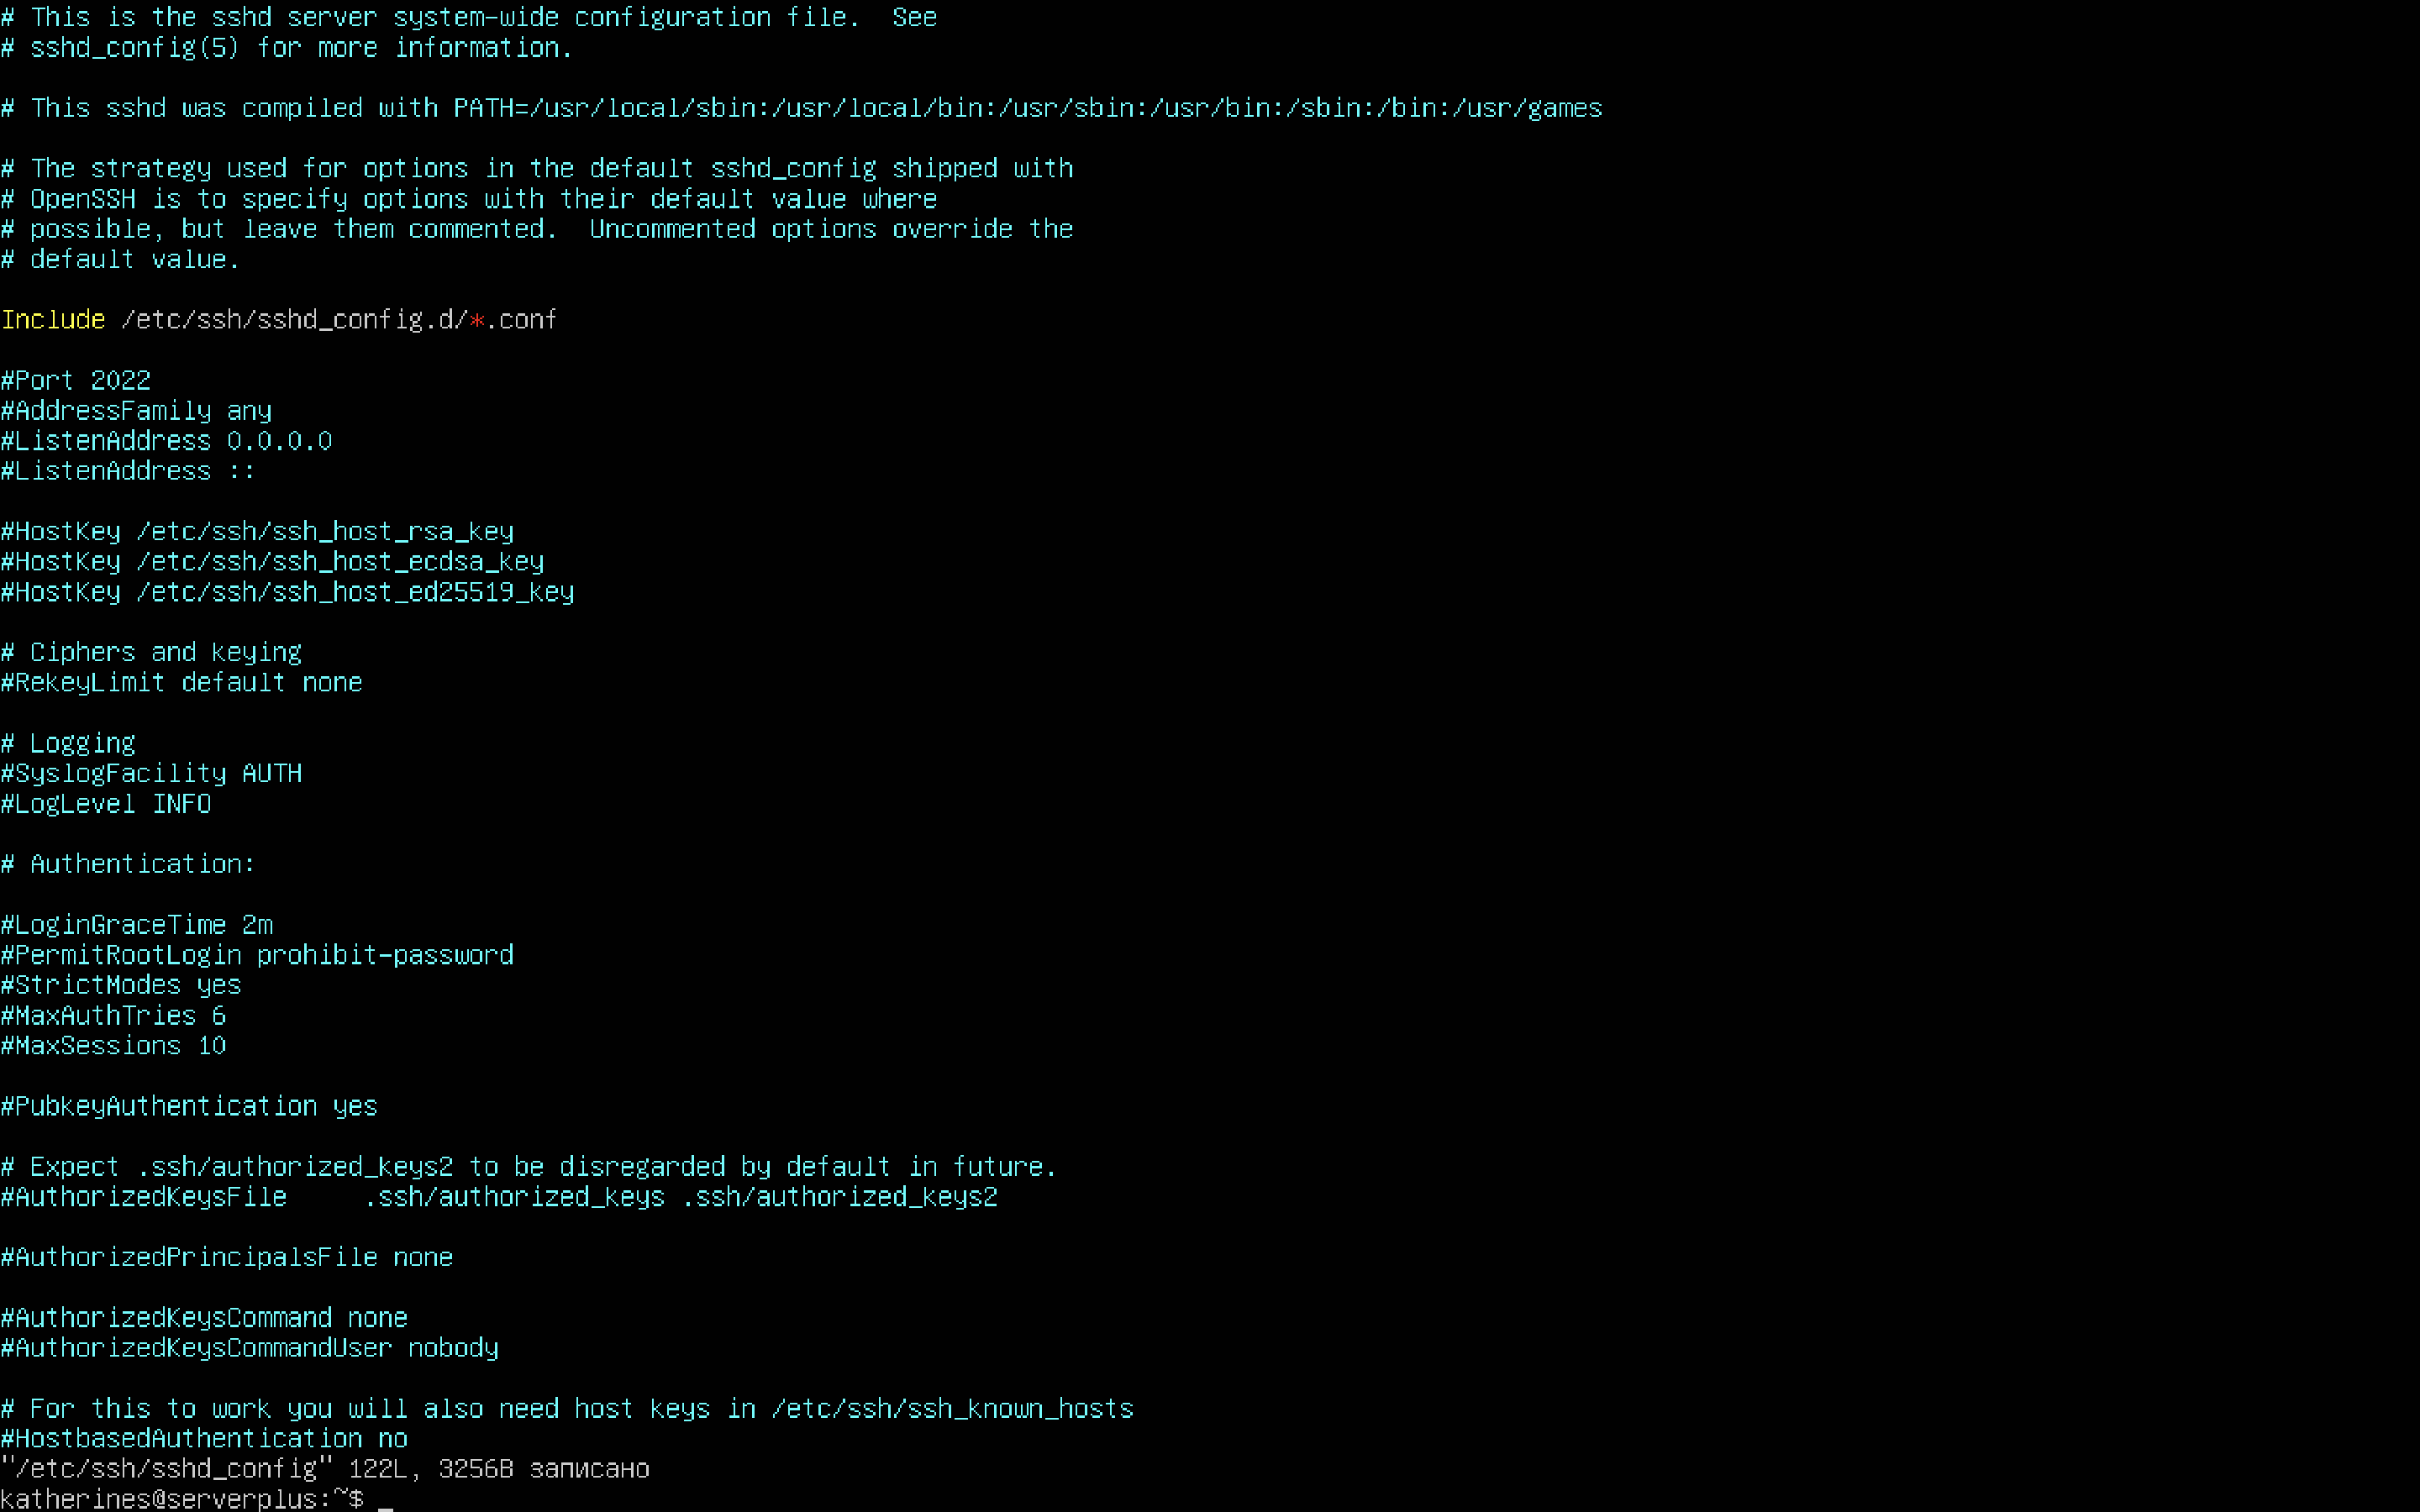 # This is the sshd server system-wide configuration file.  See
# sshd_config(5) for more information.
# This sshd was compiled with PATH=/usr/local/sbin:/usr/local/bin:/usr/sbin:/usr/bin:/sbin:/bin:/usr/games
# The strategy used for options in the default sshd_config shipped with
# OpenSSH is to specify options with their default value where
# possible, but leave them commented.  Uncommented options override the
# default value.
Include /etc/ssh/sshd_config.d/*.conf
#Port 2022
#AddressFamily any
#ListenAddress 0.0.0.0
#ListenAddress ::
#HostKey /etc/ssh/ssh_host_rsa_key
#HostKey /etc/ssh/ssh_host_ecdsa_key
#HostKey /etc/ssh/ssh_host_ed25519_key
# Ciphers and keying
#RekeyLimit default none
# Logging
#SyslogFacility AUTH
#LogLevel INFO
# Authentication:
#LoginGraceTime 2m
#PermitRootLogin prohibit-password
#StrictModes yes
#MaxAuthTries 6
#MaxSessions 10
#PubkeyAuthentication yes
# Expect .ssh/authorized_keys2 to be disregarded by default in future.
#AuthorizedKeysFile     .ssh/authorized_keys .ssh/authorized_keys2
#AuthorizedPrincipalsFile none
#AuthorizedKeysCommand none
#AuthorizedKeysCommandUser nobody
# For this to work you will also need host keys in /etc/ssh/ssh_known_hosts
#HostbasedAuthentication no
"/etc/ssh/sshd_config" 122L, 3256B записано
katherines@serverplus:~$ _